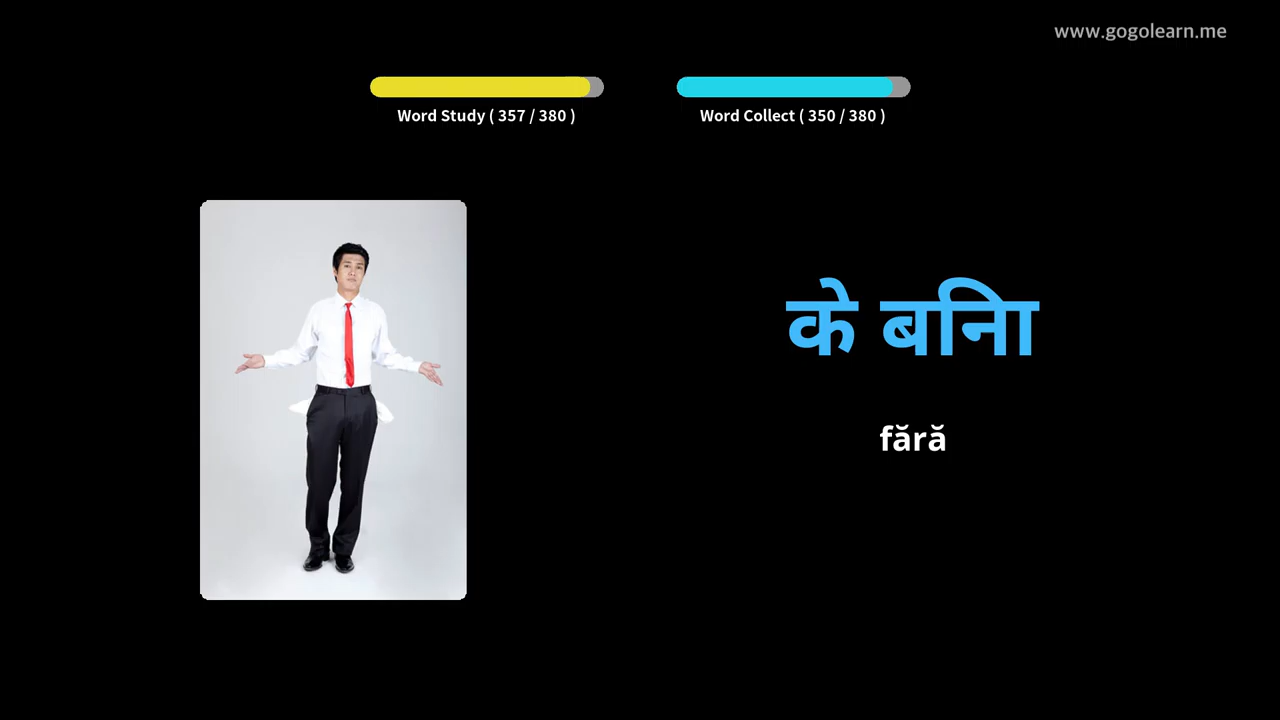 www.gogolearn.me
Word Study ( 357 / 380 )
Word Collect ( 350 / 380 )
के बिना
fără